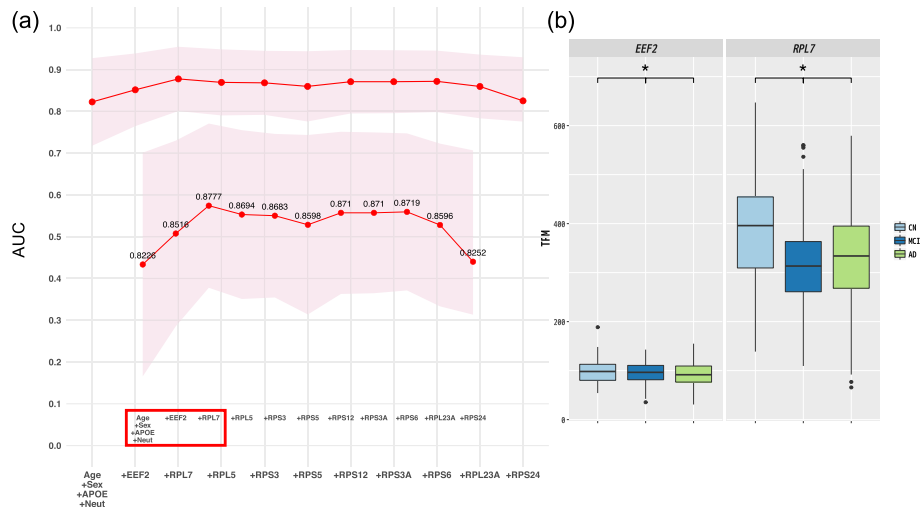 (a)
(b)
1.0
0.9
0.8
0.7
0.6
0.5
0.4
0.3
0.2
0.1
0.0
AUC
0.8226
0.8516
0.8777
0.8694
0.8683
0.8598
0.871
0.871
0.8719
0.8596
0.8252
Age
+Sex
+APOE
+Neut
+EEF2
+RPL7
+RPL5
+RPS3
+RPS5
+RPS12
+RPS3A
+RPS6
+RPL23A
+RPS24
Age
+Sex
+APOE
+Neut
+EEF2
+RPL7
+RPL5
+RPS3
+RPS5
+RPS12
+RPS3A
+RPS6
+RPL23A
+RPS24
EEF2
RPL7
*
*
600
400
200
0
TPM
CN
MCI
AD